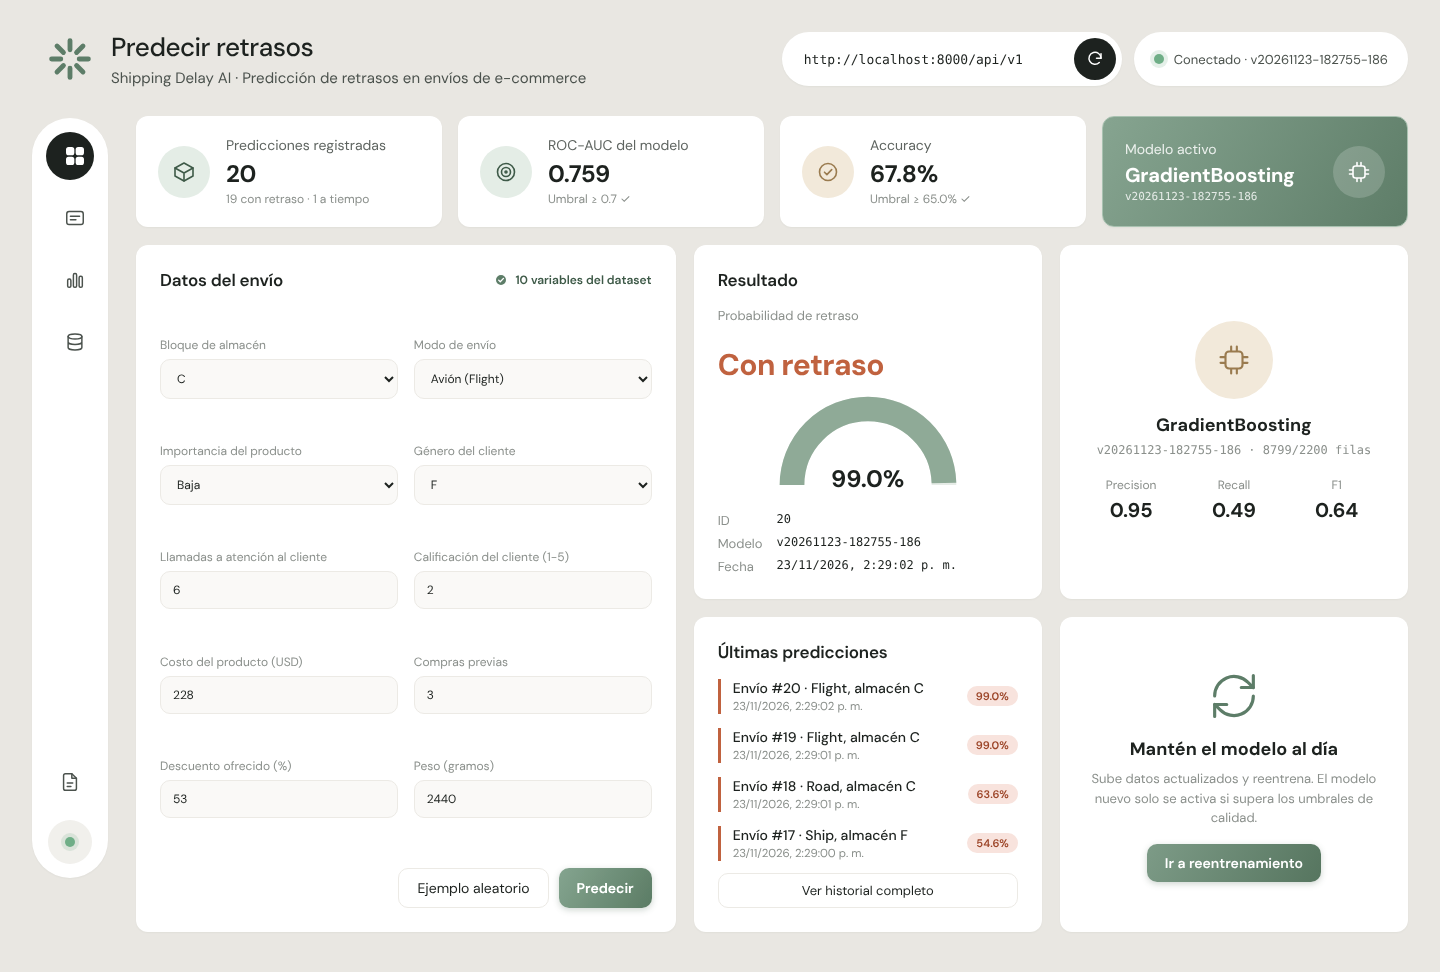 Predecir retrasos
Shipping Delay AI · Predicción de retrasos en envíos de e-commerce
http://localhost:8000/api/v1
Conectado · v20261123-182755-186
Predicciones registradas
20
19 con retraso · 1 a tiempo
ROC-AUC del modelo
0.759
Umbral ≥ 0.7 ✓
Accuracy
67.8%
Umbral ≥ 65.0% ✓
Modelo activo
GradientBoosting
v20261123-182755-186
Datos del envío
10 variables del dataset
Bloque de almacén
C
Modo de envío
Avión (Flight)
Importancia del producto
Baja
Género del cliente
F
Llamadas a atención al cliente
6
Calificación del cliente (1-5)
2
Costo del producto (USD)
228
Compras previas
3
Descuento ofrecido (%)
53
Peso (gramos)
2440
Ejemplo aleatorio
Predecir
Resultado
Probabilidad de retraso
Con retraso
99.0%
ID 20
Modelo v20261123-182755-186
Fecha 23/11/2026, 2:29:02 p. m.
GradientBoosting
v20261123-182755-186 · 8799/2200 filas
Precision
0.95
Recall
0.49
F1
0.64
Últimas predicciones
Envío #20 · Flight, almacén C
23/11/2026, 2:29:02 p. m.
99.0%
Envío #19 · Flight, almacén C
23/11/2026, 2:29:01 p. m.
99.0%
Envío #18 · Road, almacén C
23/11/2026, 2:29:01 p. m.
63.6%
Envío #17 · Ship, almacén F
23/11/2026, 2:29:00 p. m.
54.6%
Ver historial completo
Mantén el modelo al día
Sube datos actualizados y reentrena. El modelo
nuevo solo se activa si supera los umbrales de
calidad.
Ir a reentrenamiento